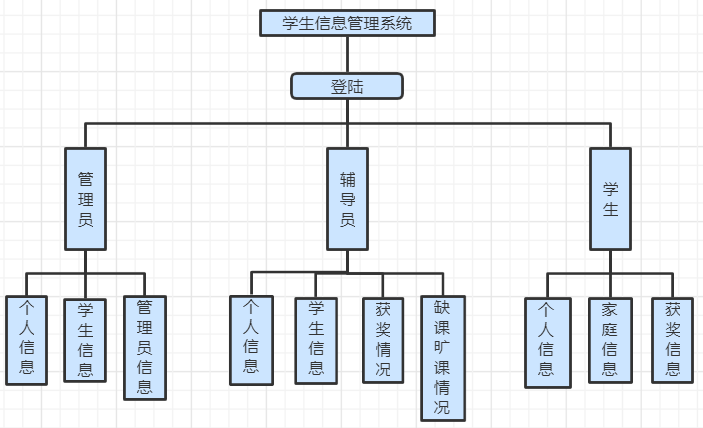 学生信息管理系统
登陆
管理员
辅导员
学生
个人信息
学生信息
管理员信息
个人信息
学生信息
获奖情况
缺课旷课情况
个人信息
家庭信息
获奖信息